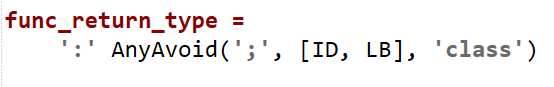 func_return_type =
':' AnyAvoid(';', [ID, LB], 'class')